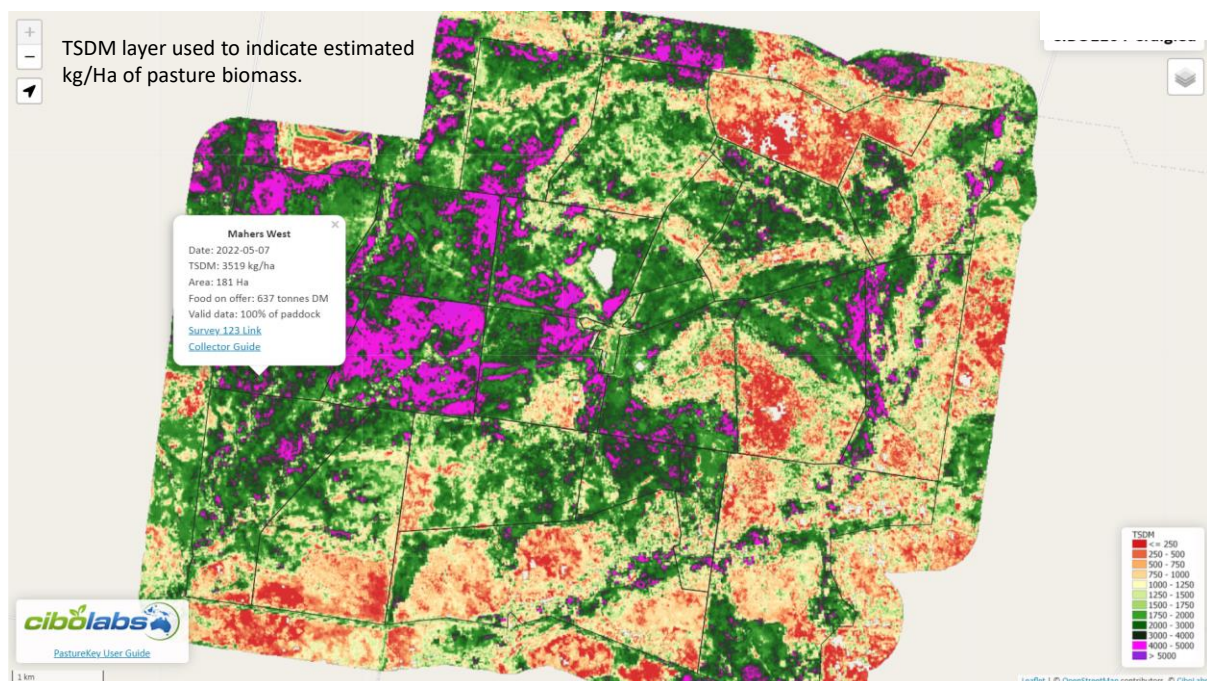 +
−
TSDM layer used to indicate estimated
kg/Ha of pasture biomass.
×
Mahers West
Date: 2022-05-07
TSDM: 3519 kg/ha
Area: 181 Ha
Food on offer: 637 tonnes DM
Valid data: 100% of paddock
Survey 123 Link
Collector Guide
TSDM
<= 250
250 - 500
500 - 750
750 - 1000
1000 - 1250
1250 - 1500
1500 - 1750
1750 - 2000
2000 - 3000
3000 - 4000
4000 - 5000
> 5000
cibolabs
PastureKey User Guide
1 km
Leaflet | © OpenStreetMap contributors, © CiboLabs